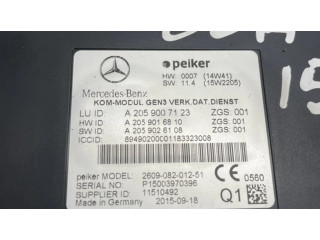 peiker
HW 0007 (14W41)
SW 11.4 (15W2205)
Mercedes-Benz
KOM-MODUL GEN3 VERK.DAT.DIENST
LU ID: A 205 900 71 23 ZGS: 001
HW ID: A 205 901 68 10 ZGS: 001
SW ID: A 205 902 61 08 ZGS: 001
ICCID: 89490200001183323008
peiker MODEL 2609-082-012-51
Serial No P15003970396
Part No 11510492
Made in Germany 2015-09-18
CE 0560
Q1
15